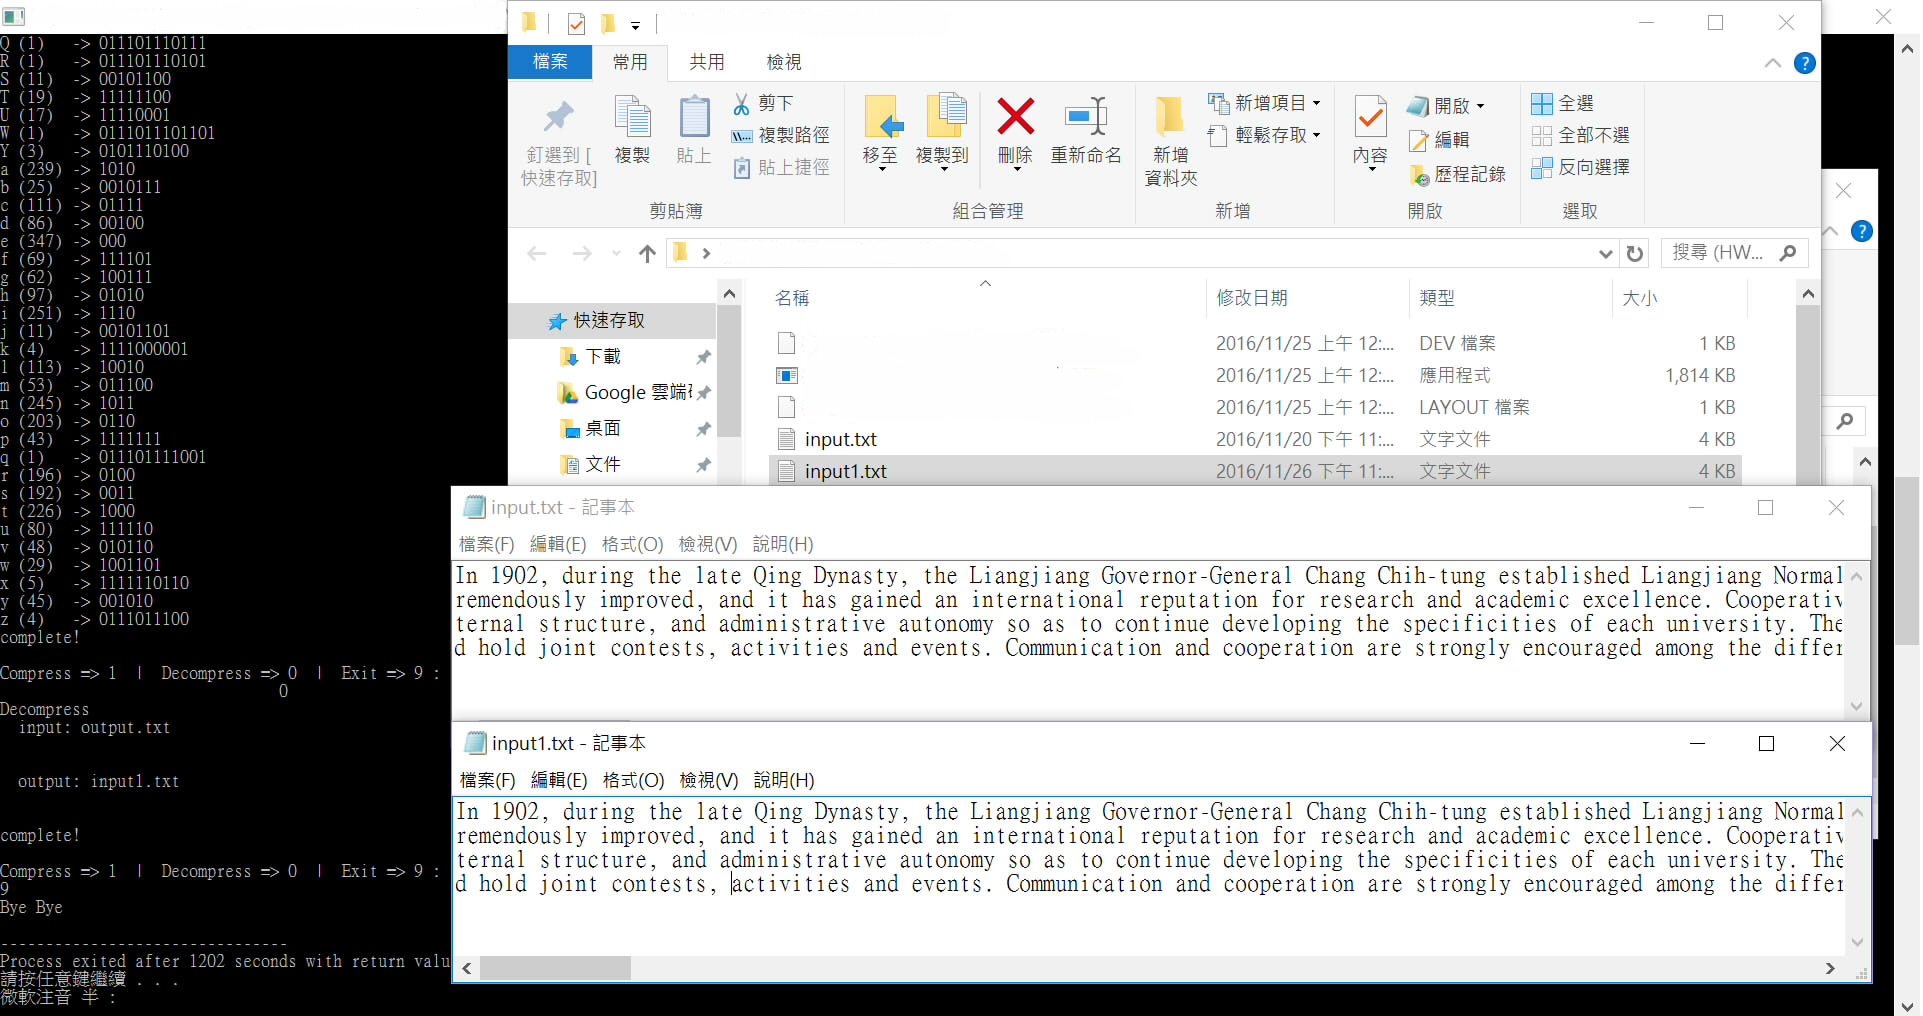 Q (1)   -> 011101110111
R (1)   -> 011101110101
S (11)  -> 00101100
T (19)  -> 11111100
U (17)  -> 11110001
W (1)   -> 0111011101101
Y (3)   -> 0101110100
a (239) -> 1010
b (25)  -> 0010111
c (111) -> 01111
d (86)  -> 00100
e (347) -> 000
f (69)  -> 111101
g (62)  -> 100111
h (97)  -> 01010
i (251) -> 1110
j (11)  -> 00101101
k (4)   -> 1111000001
l (113) -> 10010
m (53)  -> 011100
n (245) -> 1011
o (203) -> 0110
p (43)  -> 1111111
q (1)   -> 011101111001
r (196) -> 0100
s (192) -> 0011
t (226) -> 1000
u (80)  -> 111110
v (48)  -> 010110
w (29)  -> 1001101
x (5)   -> 1111110110
y (45)  -> 001010
z (4)   -> 0111011100
complete!
Compress => 1  |  Decompress => 0  |  Exit => 9 :
0
Decompress
input: output.txt
output: input1.txt
complete!
Compress => 1  |  Decompress => 0  |  Exit => 9 :
9
Bye Bye
--------------------------------
Process exited after 1202 seconds with return valu
請按任意鍵繼續 . . .
微軟注音 半 :
檔案 常用 共用 檢視
釘選到 [快速存取]
複製
貼上
剪下
複製路徑
貼上捷徑
剪貼簿
移至
複製到
刪除
重新命名
組合管理
新增資料夾
新增項目
輕鬆存取
新增
內容
開啟
編輯
歷程記錄
開啟
全選
全部不選
反向選擇
選取
搜尋 (HW...
快速存取
下載
Google 雲端
桌面
文件
名稱 修改日期 類型 大小
2016/11/25 上午 12:... DEV 檔案 1 KB
2016/11/25 上午 12:... 應用程式 1,814 KB
2016/11/25 上午 12:... LAYOUT 檔案 1 KB
input.txt 2016/11/20 下午 11:... 文字文件 4 KB
input1.txt 2016/11/26 下午 11:... 文字文件 4 KB
input.txt - 記事本
檔案(F) 編輯(E) 格式(O) 檢視(V) 說明(H)
In 1902, during the late Qing Dynasty, the Liangjiang Governor-General Chang Chih-tung established Liangjiang Normal
remendously improved, and it has gained an international reputation for research and academic excellence. Cooperativ
ternal structure, and administrative autonomy so as to continue developing the specificities of each university. The
d hold joint contests, activities and events. Communication and cooperation are strongly encouraged among the differ
input1.txt - 記事本
檔案(F) 編輯(E) 格式(O) 檢視(V) 說明(H)
In 1902, during the late Qing Dynasty, the Liangjiang Governor-General Chang Chih-tung established Liangjiang Normal
remendously improved, and it has gained an international reputation for research and academic excellence. Cooperativ
ternal structure, and administrative autonomy so as to continue developing the specificities of each university. The
d hold joint contests, activities and events. Communication and cooperation are strongly encouraged among the differ